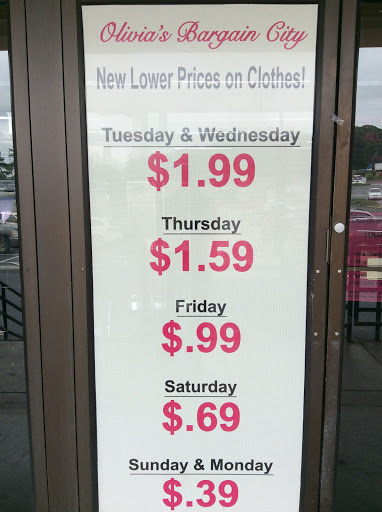 Olivia's Bargain City
New Lower Prices on Clothes!
Tuesday & Wednesday
$1.99
Thursday
$1.59
Friday
$.99
Saturday
$.69
Sunday & Monday
$.39